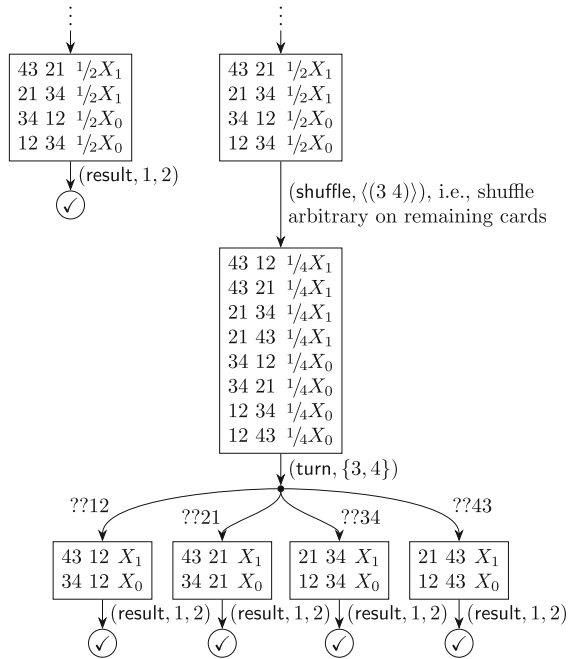 43 21 ¹/₂X₁
21 34 ¹/₂X₁
34 12 ¹/₂X₀
12 34 ¹/₂X₀
(result, 1, 2)
✓
43 21 ¹/₂X₁
21 34 ¹/₂X₁
34 12 ¹/₂X₀
12 34 ¹/₂X₀
(shuffle, ⟨(3 4)⟩), i.e., shuffle
arbitrary on remaining cards
43 12 ¹/₄X₁
43 21 ¹/₄X₁
21 34 ¹/₄X₁
21 43 ¹/₄X₁
34 12 ¹/₄X₀
34 21 ¹/₄X₀
12 34 ¹/₄X₀
12 43 ¹/₄X₀
(turn, {3, 4})
??12
??21
??34
??43
43 12 X₁
34 12 X₀
43 21 X₁
34 21 X₀
21 34 X₁
12 34 X₀
21 43 X₁
12 43 X₀
(result, 1, 2)
(result, 1, 2)
(result, 1, 2)
(result, 1, 2)
✓
✓
✓
✓